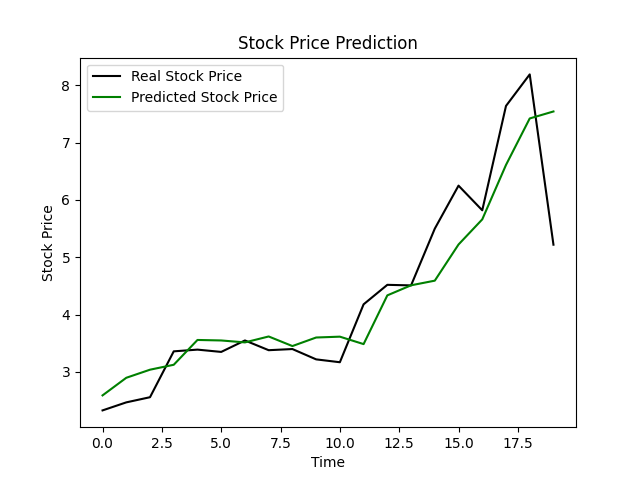 Stock Price Prediction
Real Stock Price
Predicted Stock Price
Stock Price
8
7
6
5
4
3
0.0 2.5 5.0 7.5 10.0 12.5 15.0 17.5
Time